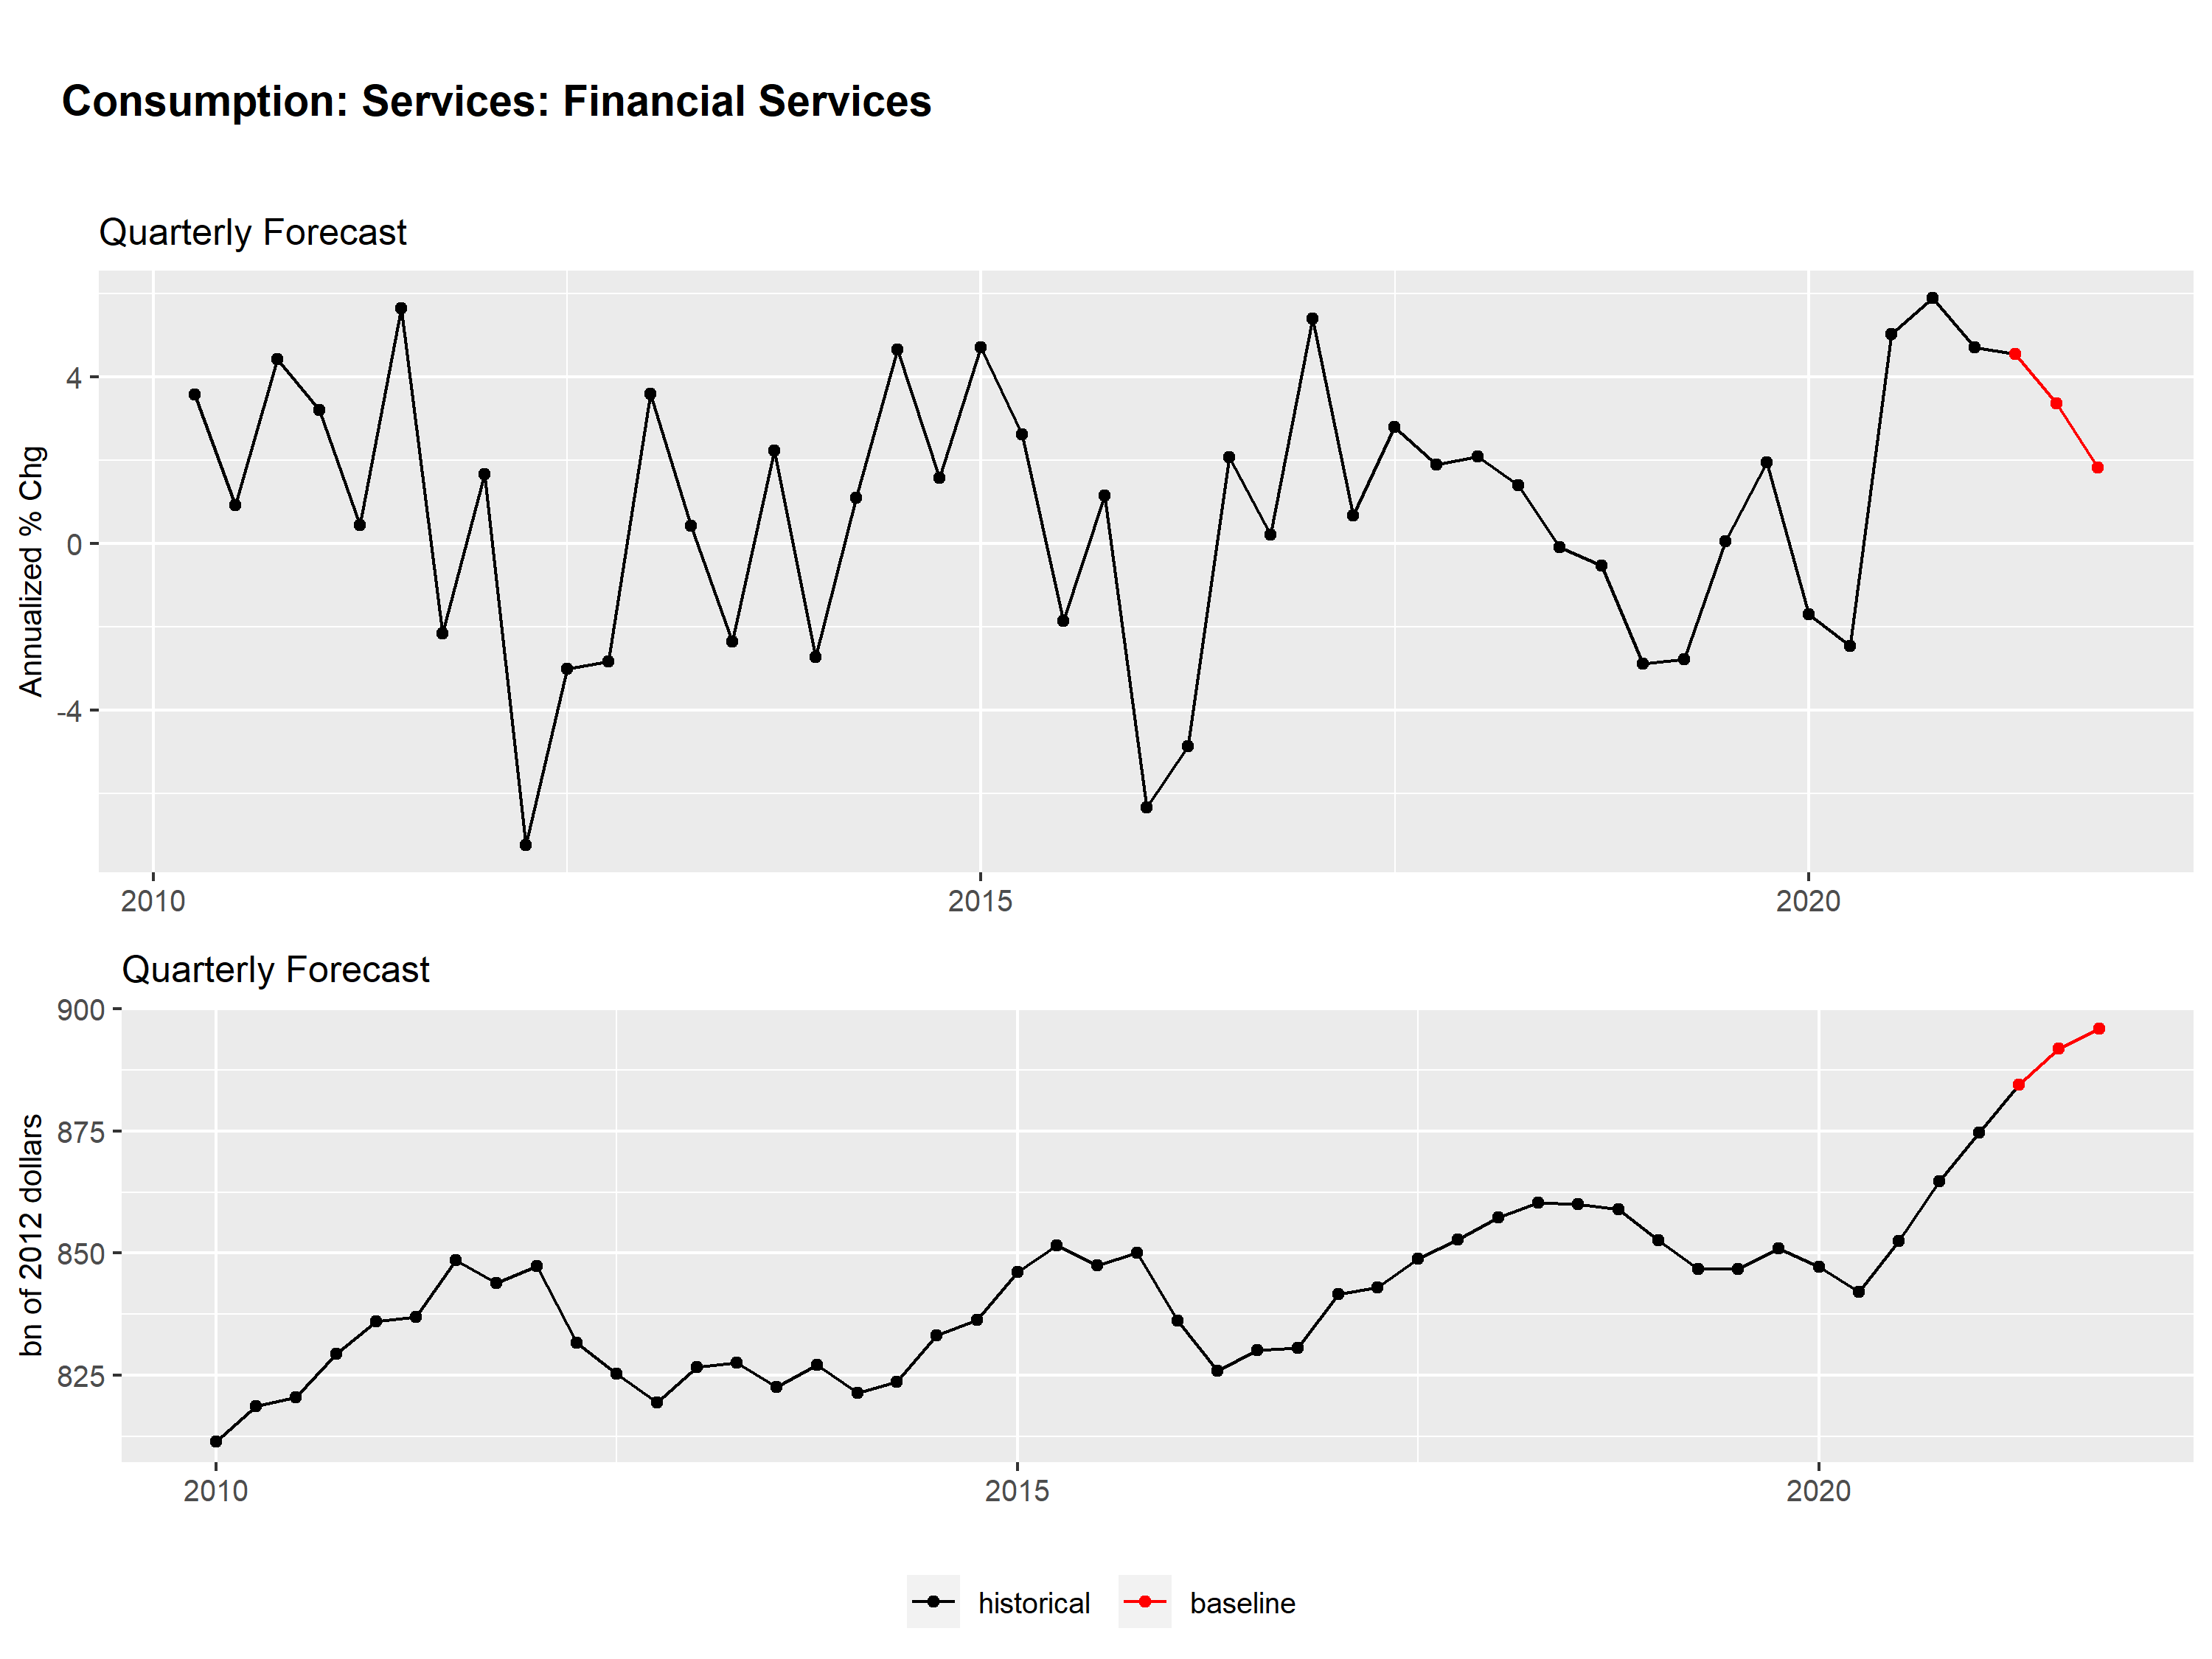 Consumption: Services: Financial Services
Quarterly Forecast
Annualized % Chg
4
0
-4
2010 2015 2020
Quarterly Forecast
bn of 2012 dollars
900
875
850
825
2010 2015 2020
historical baseline